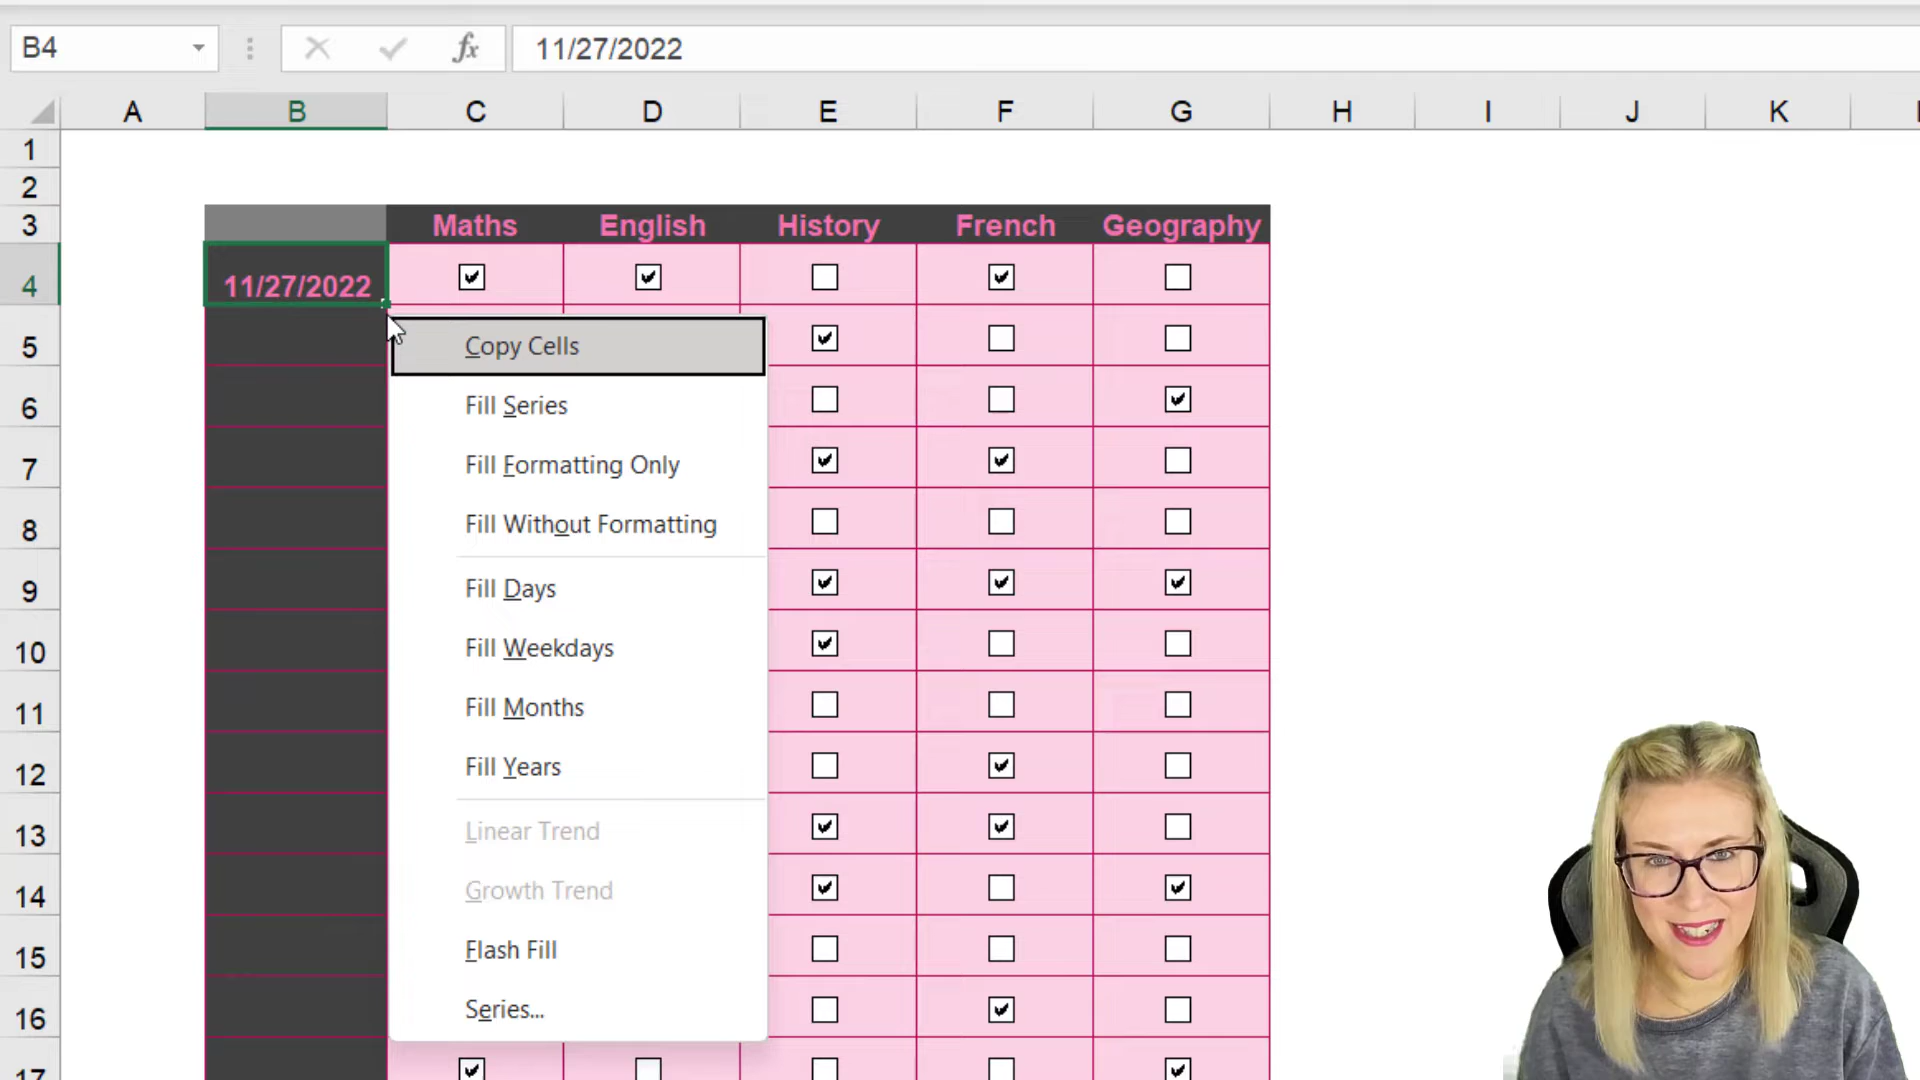 B4
fx
11/27/2022
A B C D E F G H I J K
1
2
3 Maths English History French Geography
4 11/27/2022
5
6
7
8
9
10
11
12
13
14
15
16
17
Copy Cells
Fill Series
Fill Formatting Only
Fill Without Formatting
Fill Days
Fill Weekdays
Fill Months
Fill Years
Linear Trend
Growth Trend
Flash Fill
Series...